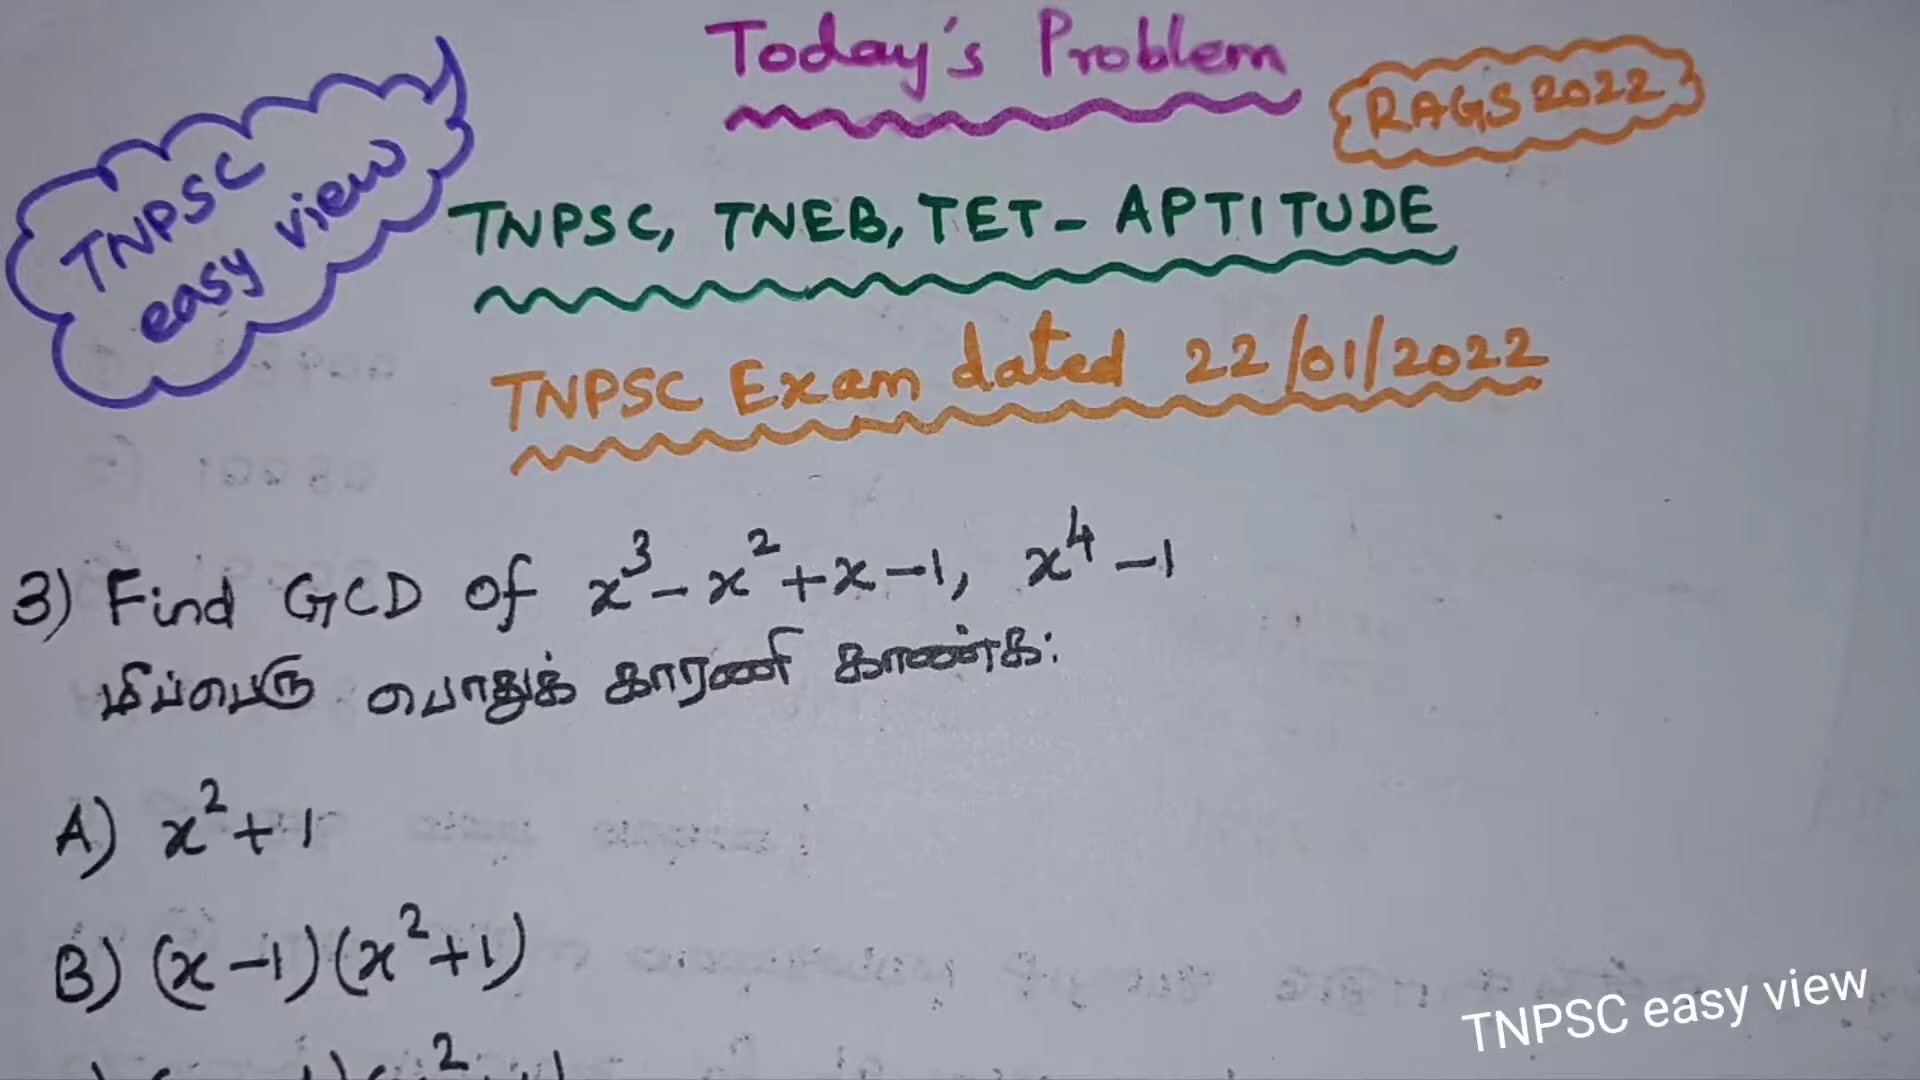 Today's Problem
RAGS 2022
TNPSC
easy view
TNPSC, TNEB, TET - APTITUDE
TNPSC Exam dated 22/01/2022
3) Find GCD of x³ - x² + x - 1, x⁴ - 1
மீப்பெரு பொதுக் காரணி காண்க:
A) x² + 1
B) (x - 1) (x² + 1)
TNPSC easy view